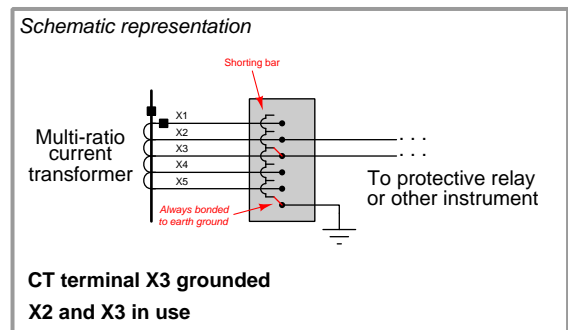 Schematic representation
Shorting bar
X1
X2
X3
X4
X5
Multi-ratio
current
transformer
. . .
. . .
To protective relay
or other instrument
Always bonded
to earth ground
CT terminal X3 grounded
X2 and X3 in use